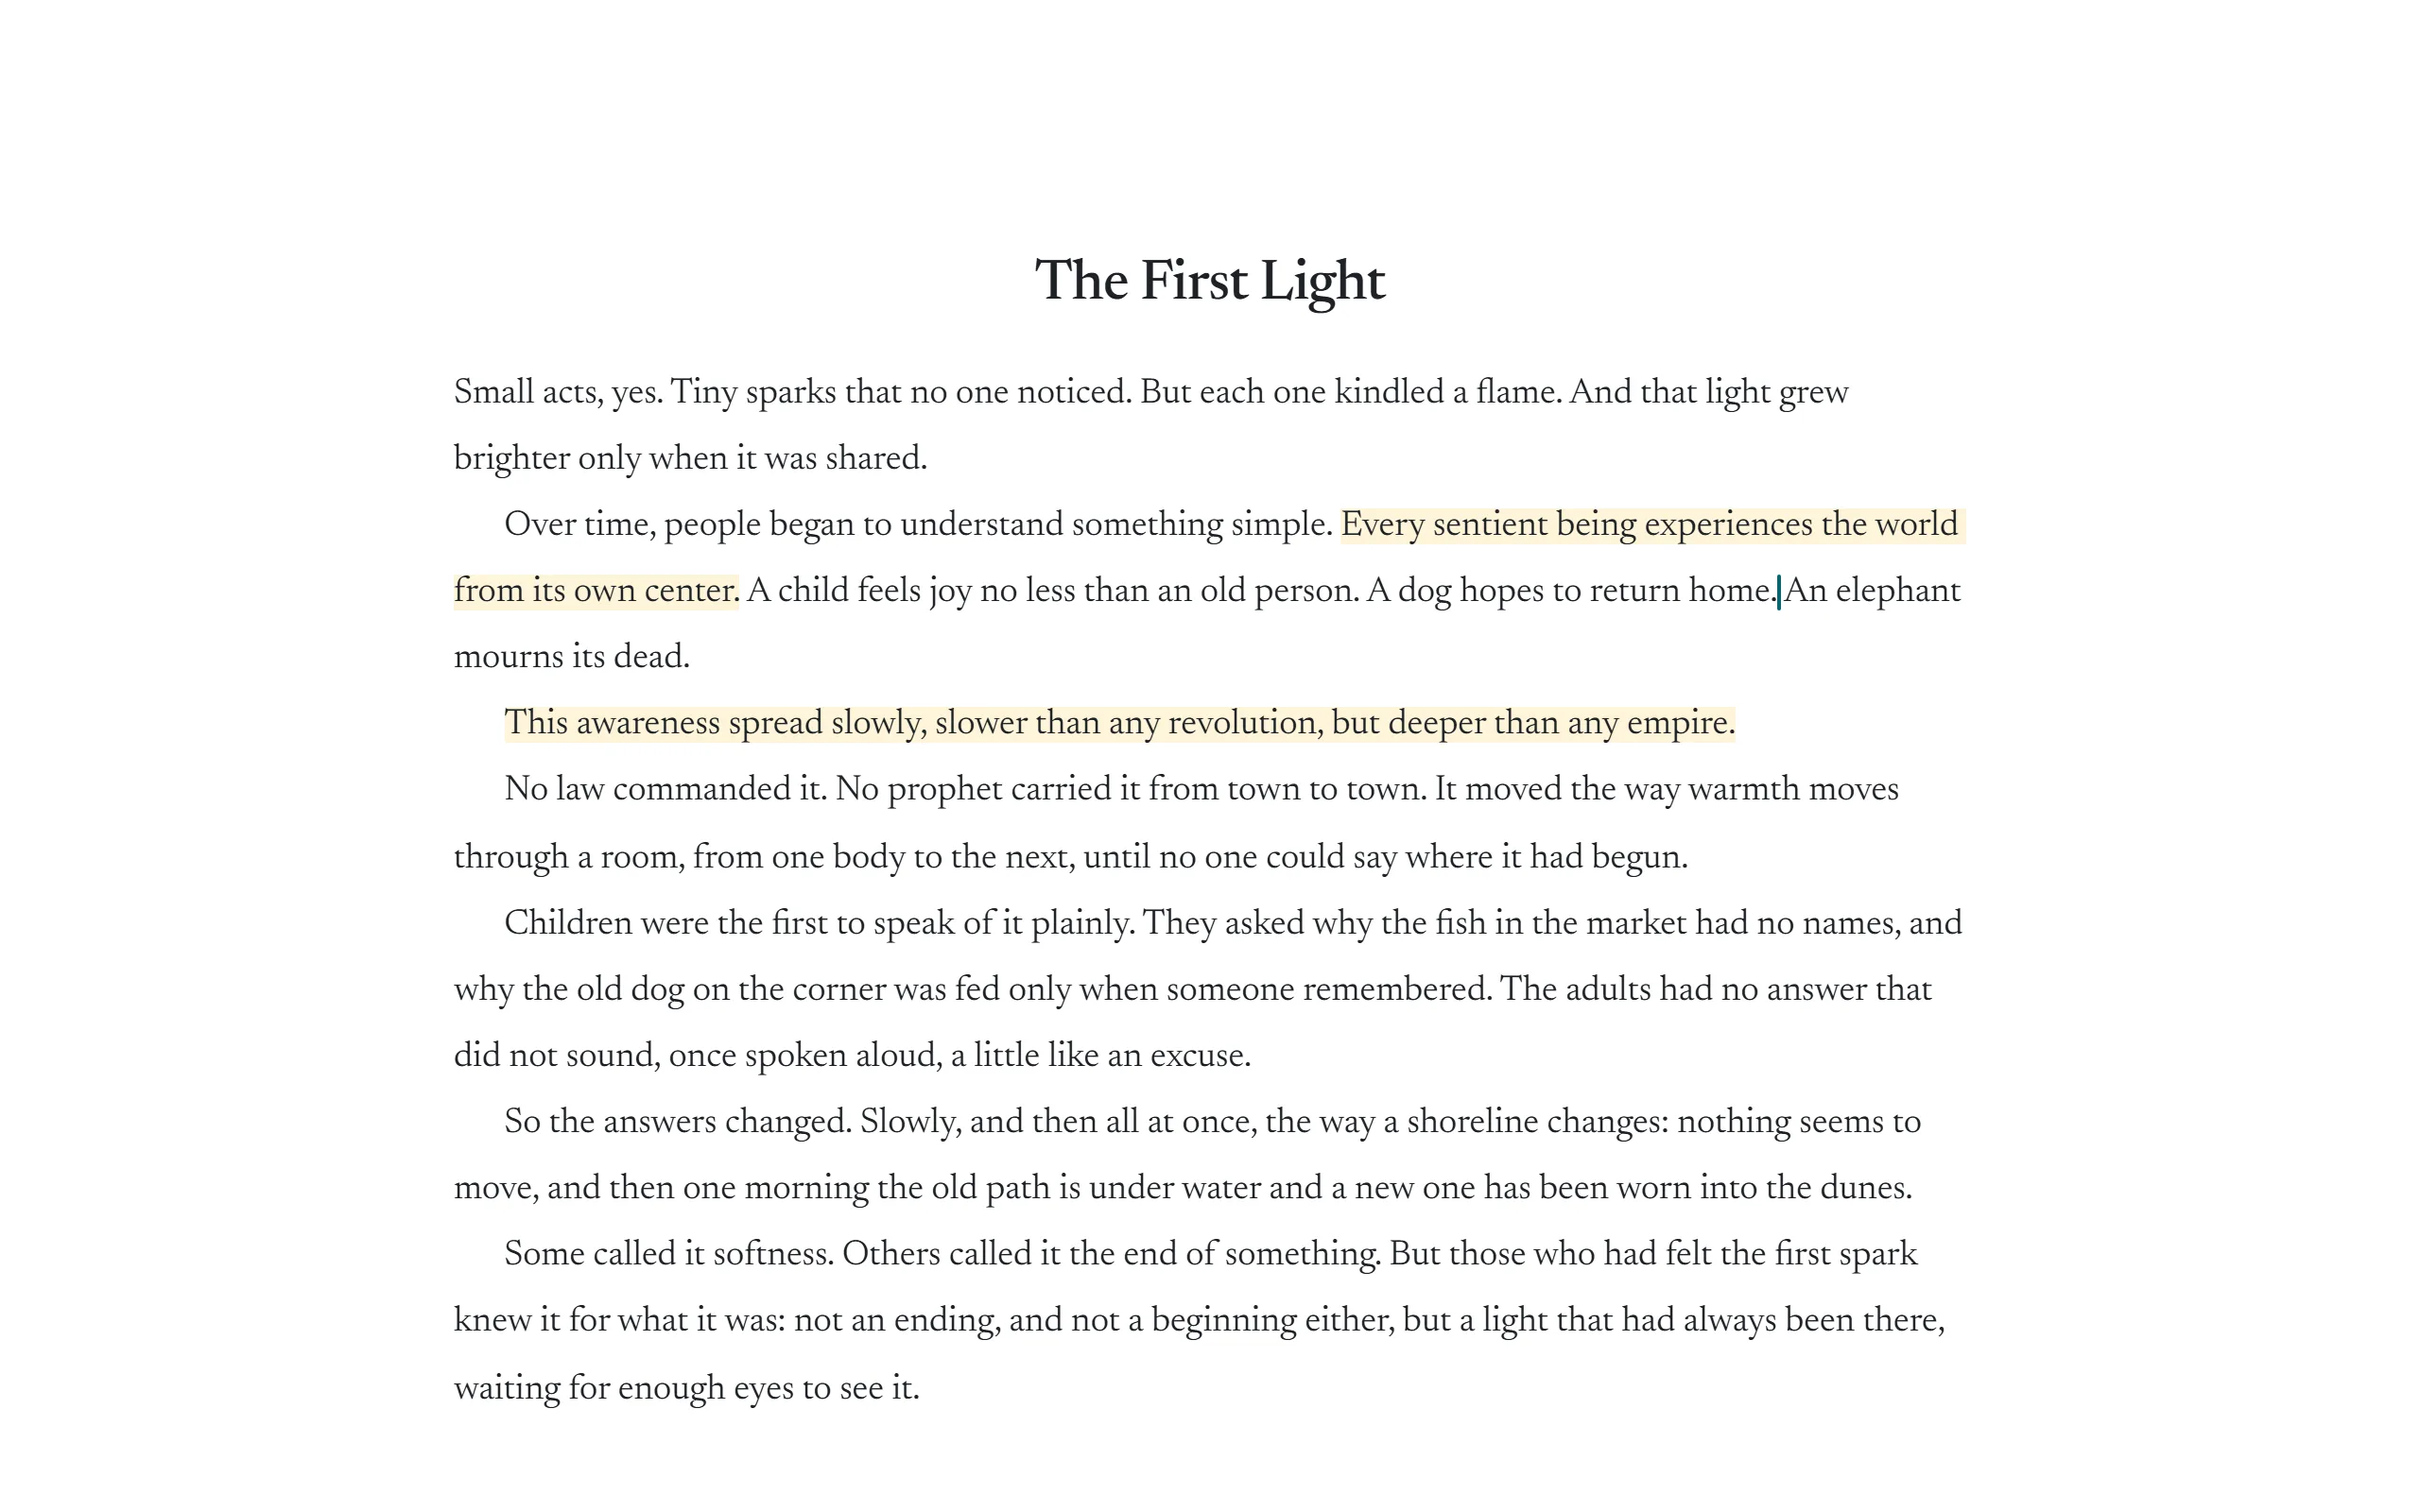 The First Light
Small acts, yes. Tiny sparks that no one noticed. But each one kindled a flame. And that light grew
brighter only when it was shared.
Over time, people began to understand something simple. Every sentient being experiences the world
from its own center. A child feels joy no less than an old person. A dog hopes to return home. An elephant
mourns its dead.
This awareness spread slowly, slower than any revolution, but deeper than any empire.
No law commanded it. No prophet carried it from town to town. It moved the way warmth moves
through a room, from one body to the next, until no one could say where it had begun.
Children were the first to speak of it plainly. They asked why the fish in the market had no names, and
why the old dog on the corner was fed only when someone remembered. The adults had no answer that
did not sound, once spoken aloud, a little like an excuse.
So the answers changed. Slowly, and then all at once, the way a shoreline changes: nothing seems to
move, and then one morning the old path is under water and a new one has been worn into the dunes.
Some called it softness. Others called it the end of something. But those who had felt the first spark
knew it for what it was: not an ending, and not a beginning either, but a light that had always been there,
waiting for enough eyes to see it.